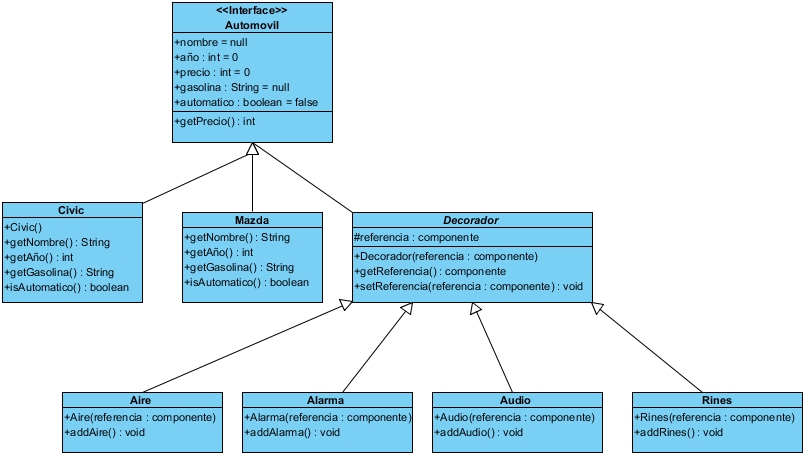 <<Interface>>
Automovil
+nombre = null
+año : int = 0
+precio : int = 0
+gasolina : String = null
+automatico : boolean = false
+getPrecio() : int
Civic
+Civic()
+getNombre() : String
+getAño() : int
+getGasolina() : String
+isAutomatico() : boolean
Mazda
+getNombre() : String
+getAño() : int
+getGasolina() : String
+isAutomatico() : boolean
Decorador
#referencia : componente
+Decorador(referencia : componente)
+getReferencia() : componente
+setReferencia(referencia : componente) : void
Aire
+Aire(referencia : componente)
+addAire() : void
Alarma
+Alarma(referencia : componente)
+addAlarma() : void
Audio
+Audio(referencia : componente)
+addAudio() : void
Rines
+Rines(referencia : componente)
+addRines() : void